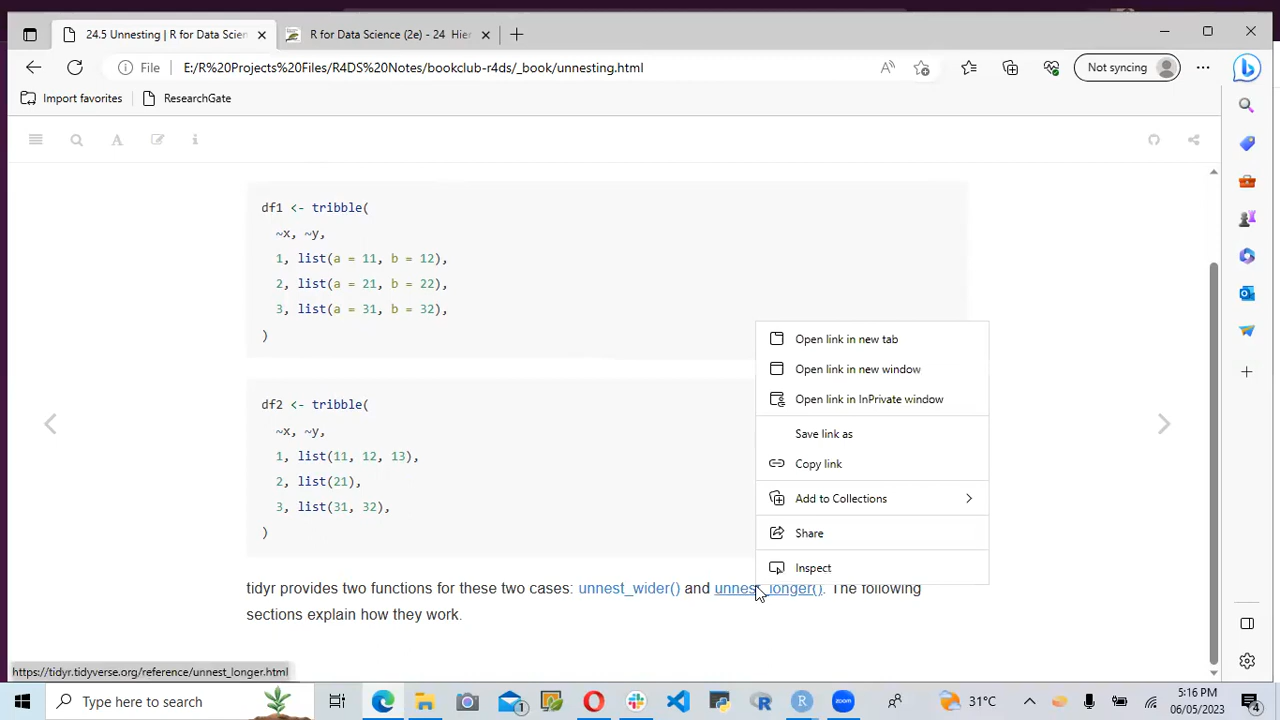 24.5 Unnesting | R for Data Scien
R for Data Science (2e) - 24 Hier
File
E:/R%20Projects%20Files/R4DS%20Notes/bookclub-r4ds/_book/unnesting.html
Not syncing
Import favorites
ResearchGate
df1 <- tribble(
~x, ~y,
1, list(a = 11, b = 12),
2, list(a = 21, b = 22),
3, list(a = 31, b = 32),
)
df2 <- tribble(
~x, ~y,
1, list(11, 12, 13),
2, list(21),
3, list(31, 32),
)
Open link in new tab
Open link in new window
Open link in InPrivate window
Save link as
Copy link
Add to Collections
Share
Inspect
tidyr provides two functions for these two cases: unnest_wider() and unnest_longer(). The following
sections explain how they work.
https://tidyr.tidyverse.org/reference/unnest_longer.html
Type here to search
1
31°C
5:16 PM
06/05/2023
4